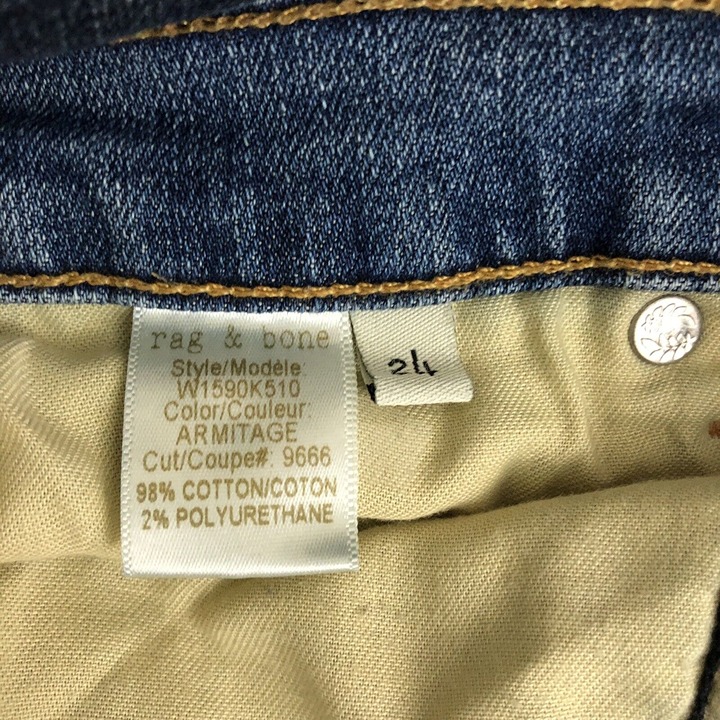 rag & bone
Style/Modèle:
W1590K510
Color/Couleur:
ARMITAGE
Cut/Coupe#: 9666
98% COTTON/COTON
2% POLYURETHANE
24